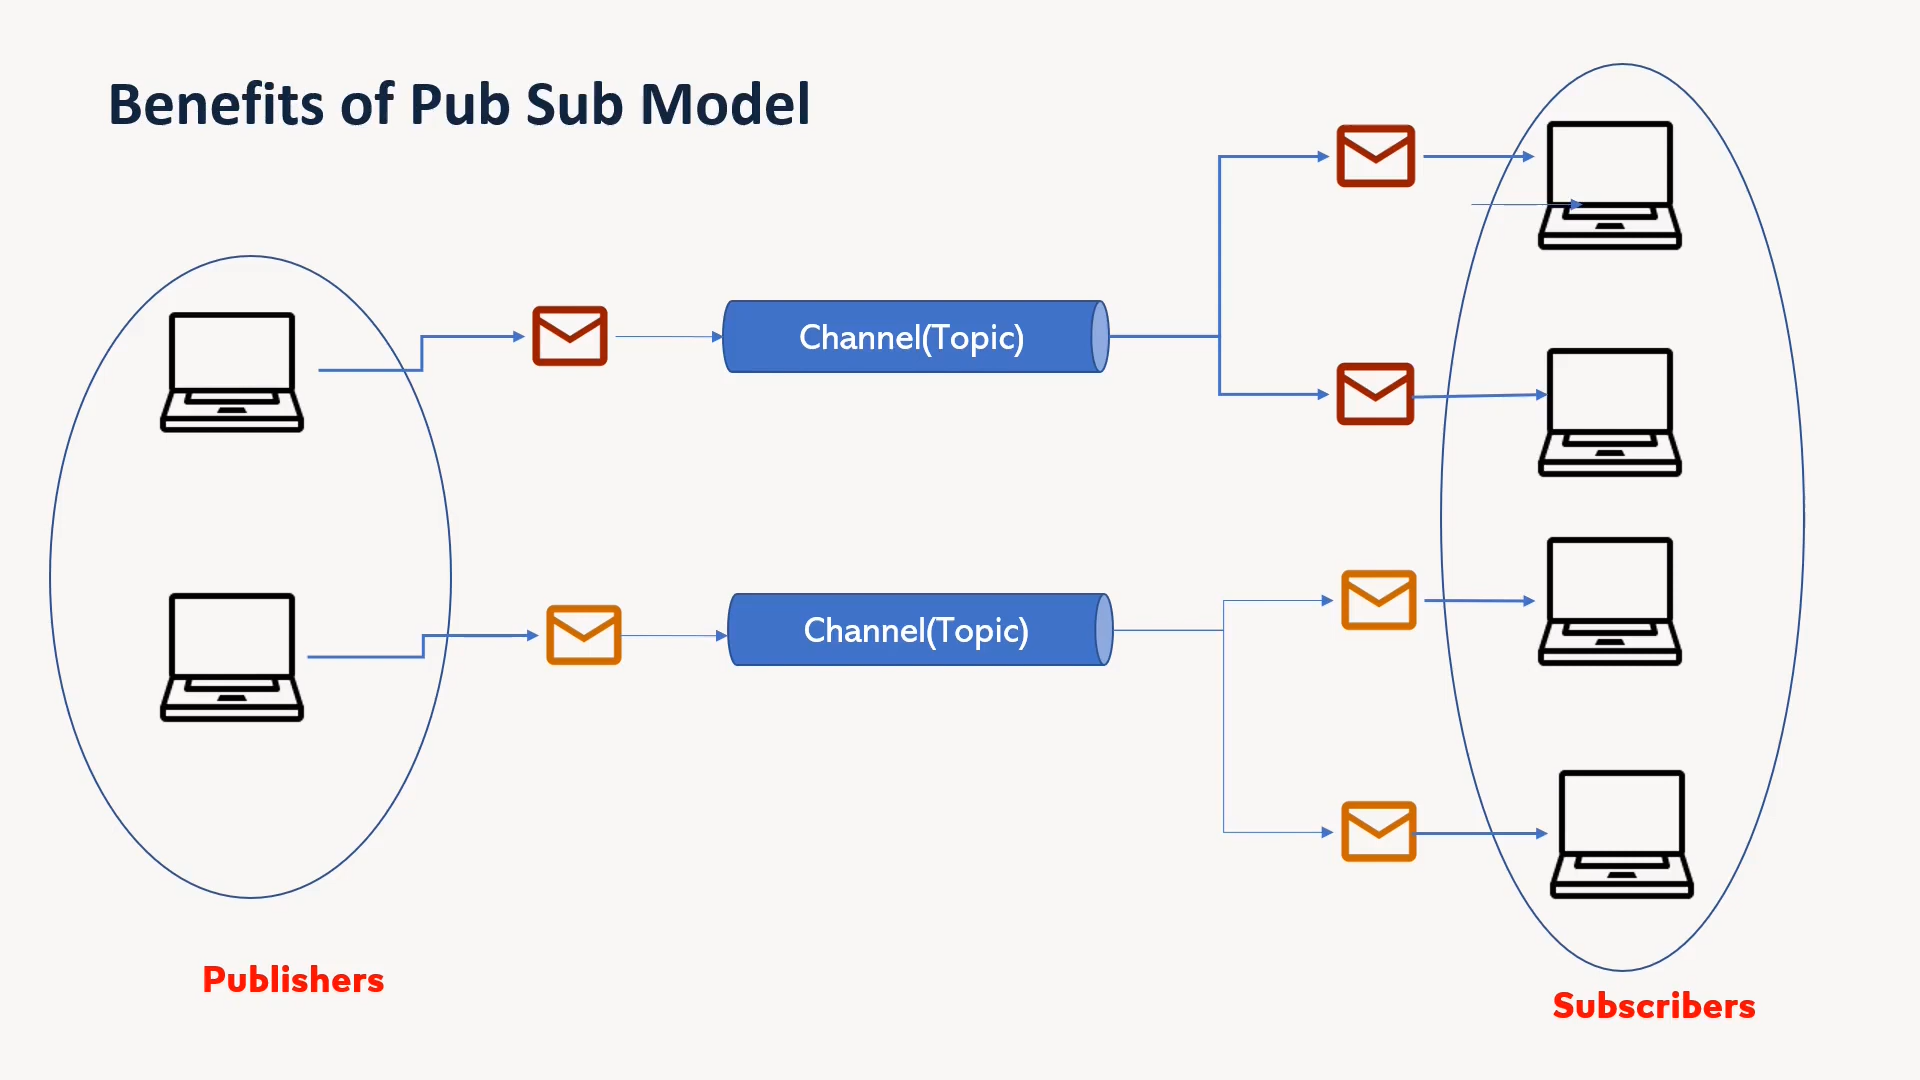 Benefits of Pub Sub Model
Channel(Topic)
Channel(Topic)
Publishers
Subscribers